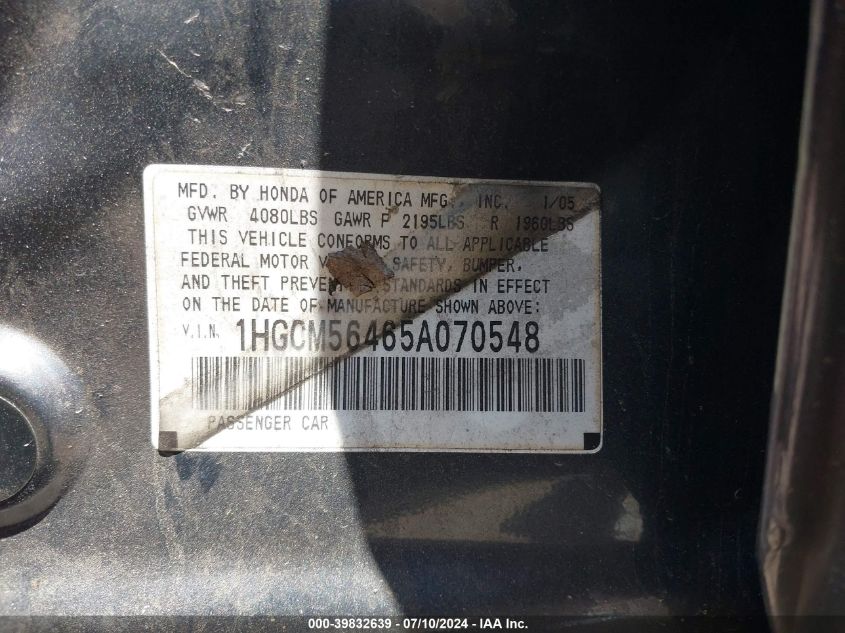 MFD. BY HONDA OF AMERICA MFG., INC. 1/05
GVWR 4080LBS GAWR F 2195LBS R 1960LBS
THIS VEHICLE CONFORMS TO ALL APPLICABLE
FEDERAL MOTOR SAFETY, BUMPER,
AND THEFT PREVENTION STANDARDS IN EFFECT
ON THE DATE OF MANUFACTURE SHOWN ABOVE:
V.I.N. 1HGCM56465A070548
PASSENGER CAR
000-39832639 - 07/10/2024 - IAA Inc.